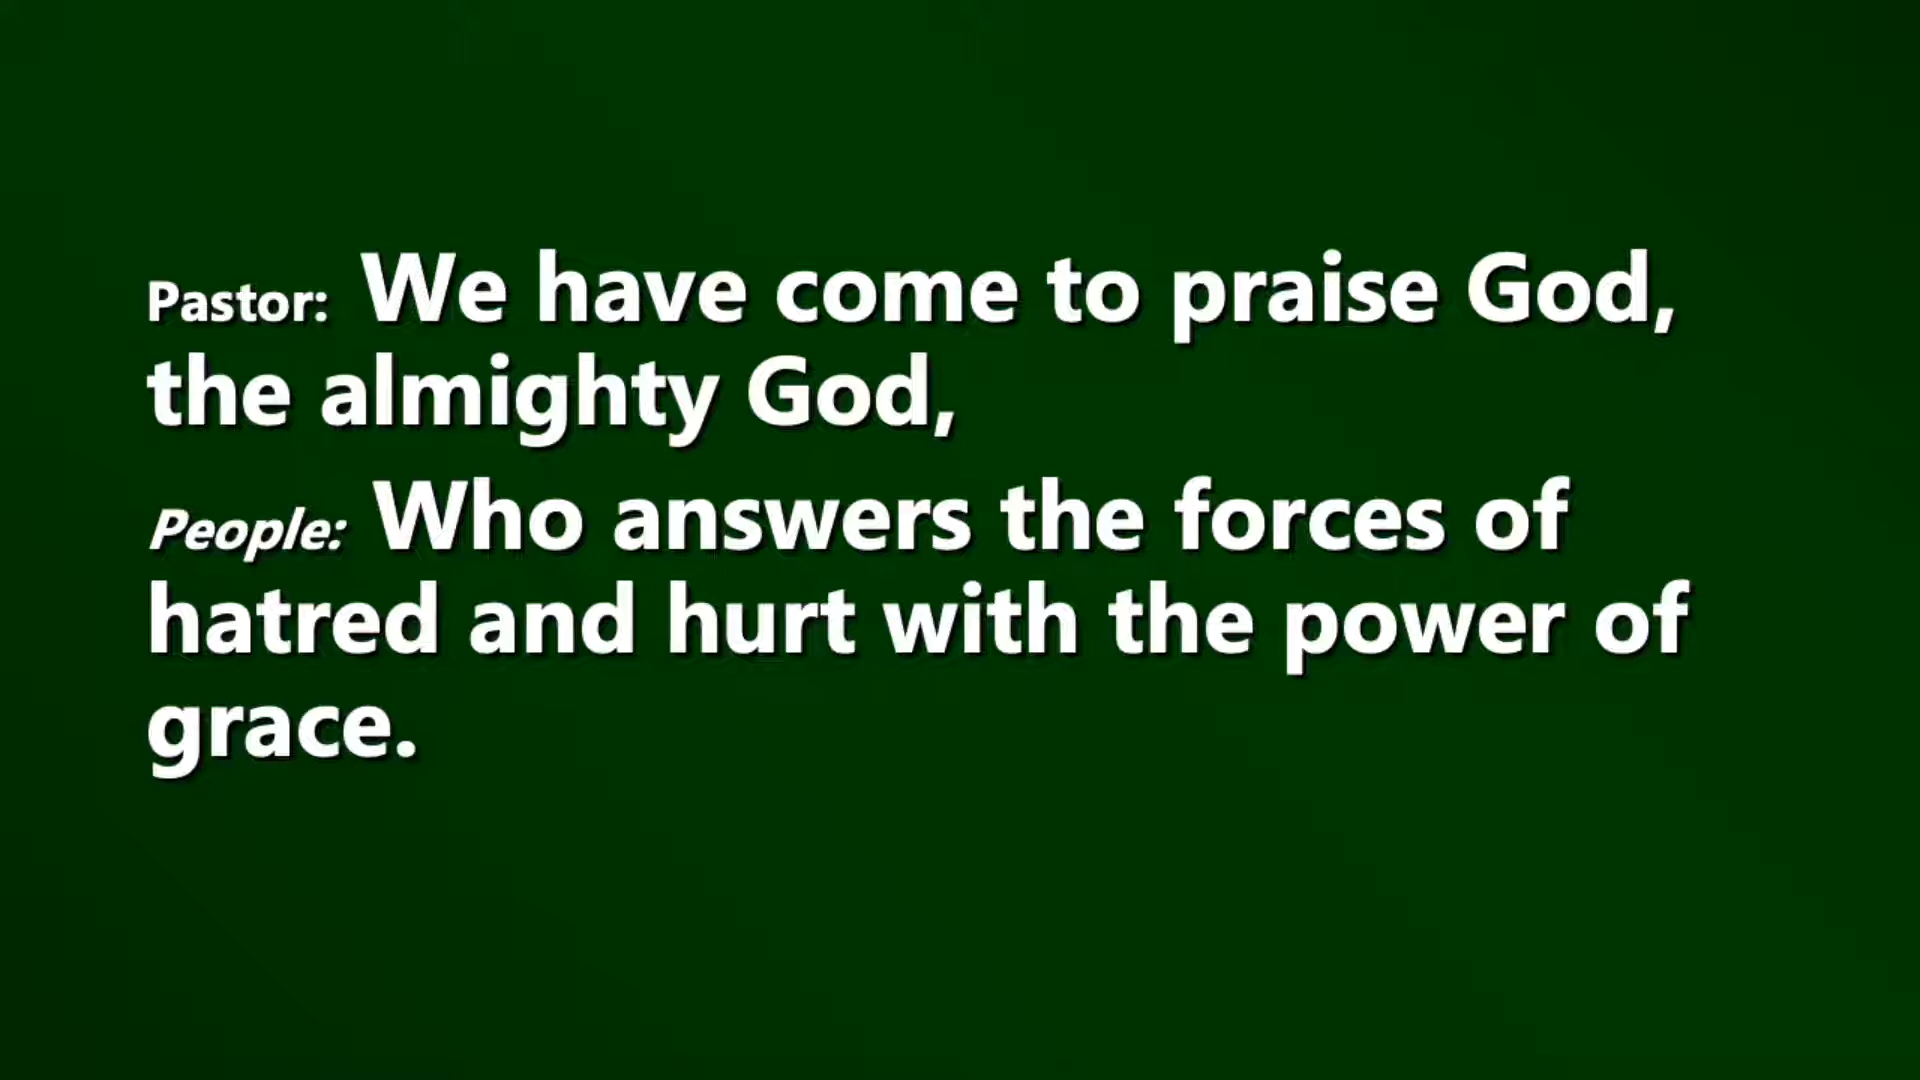 Pastor: We have come to praise God,
the almighty God,
People: Who answers the forces of
hatred and hurt with the power of
grace.